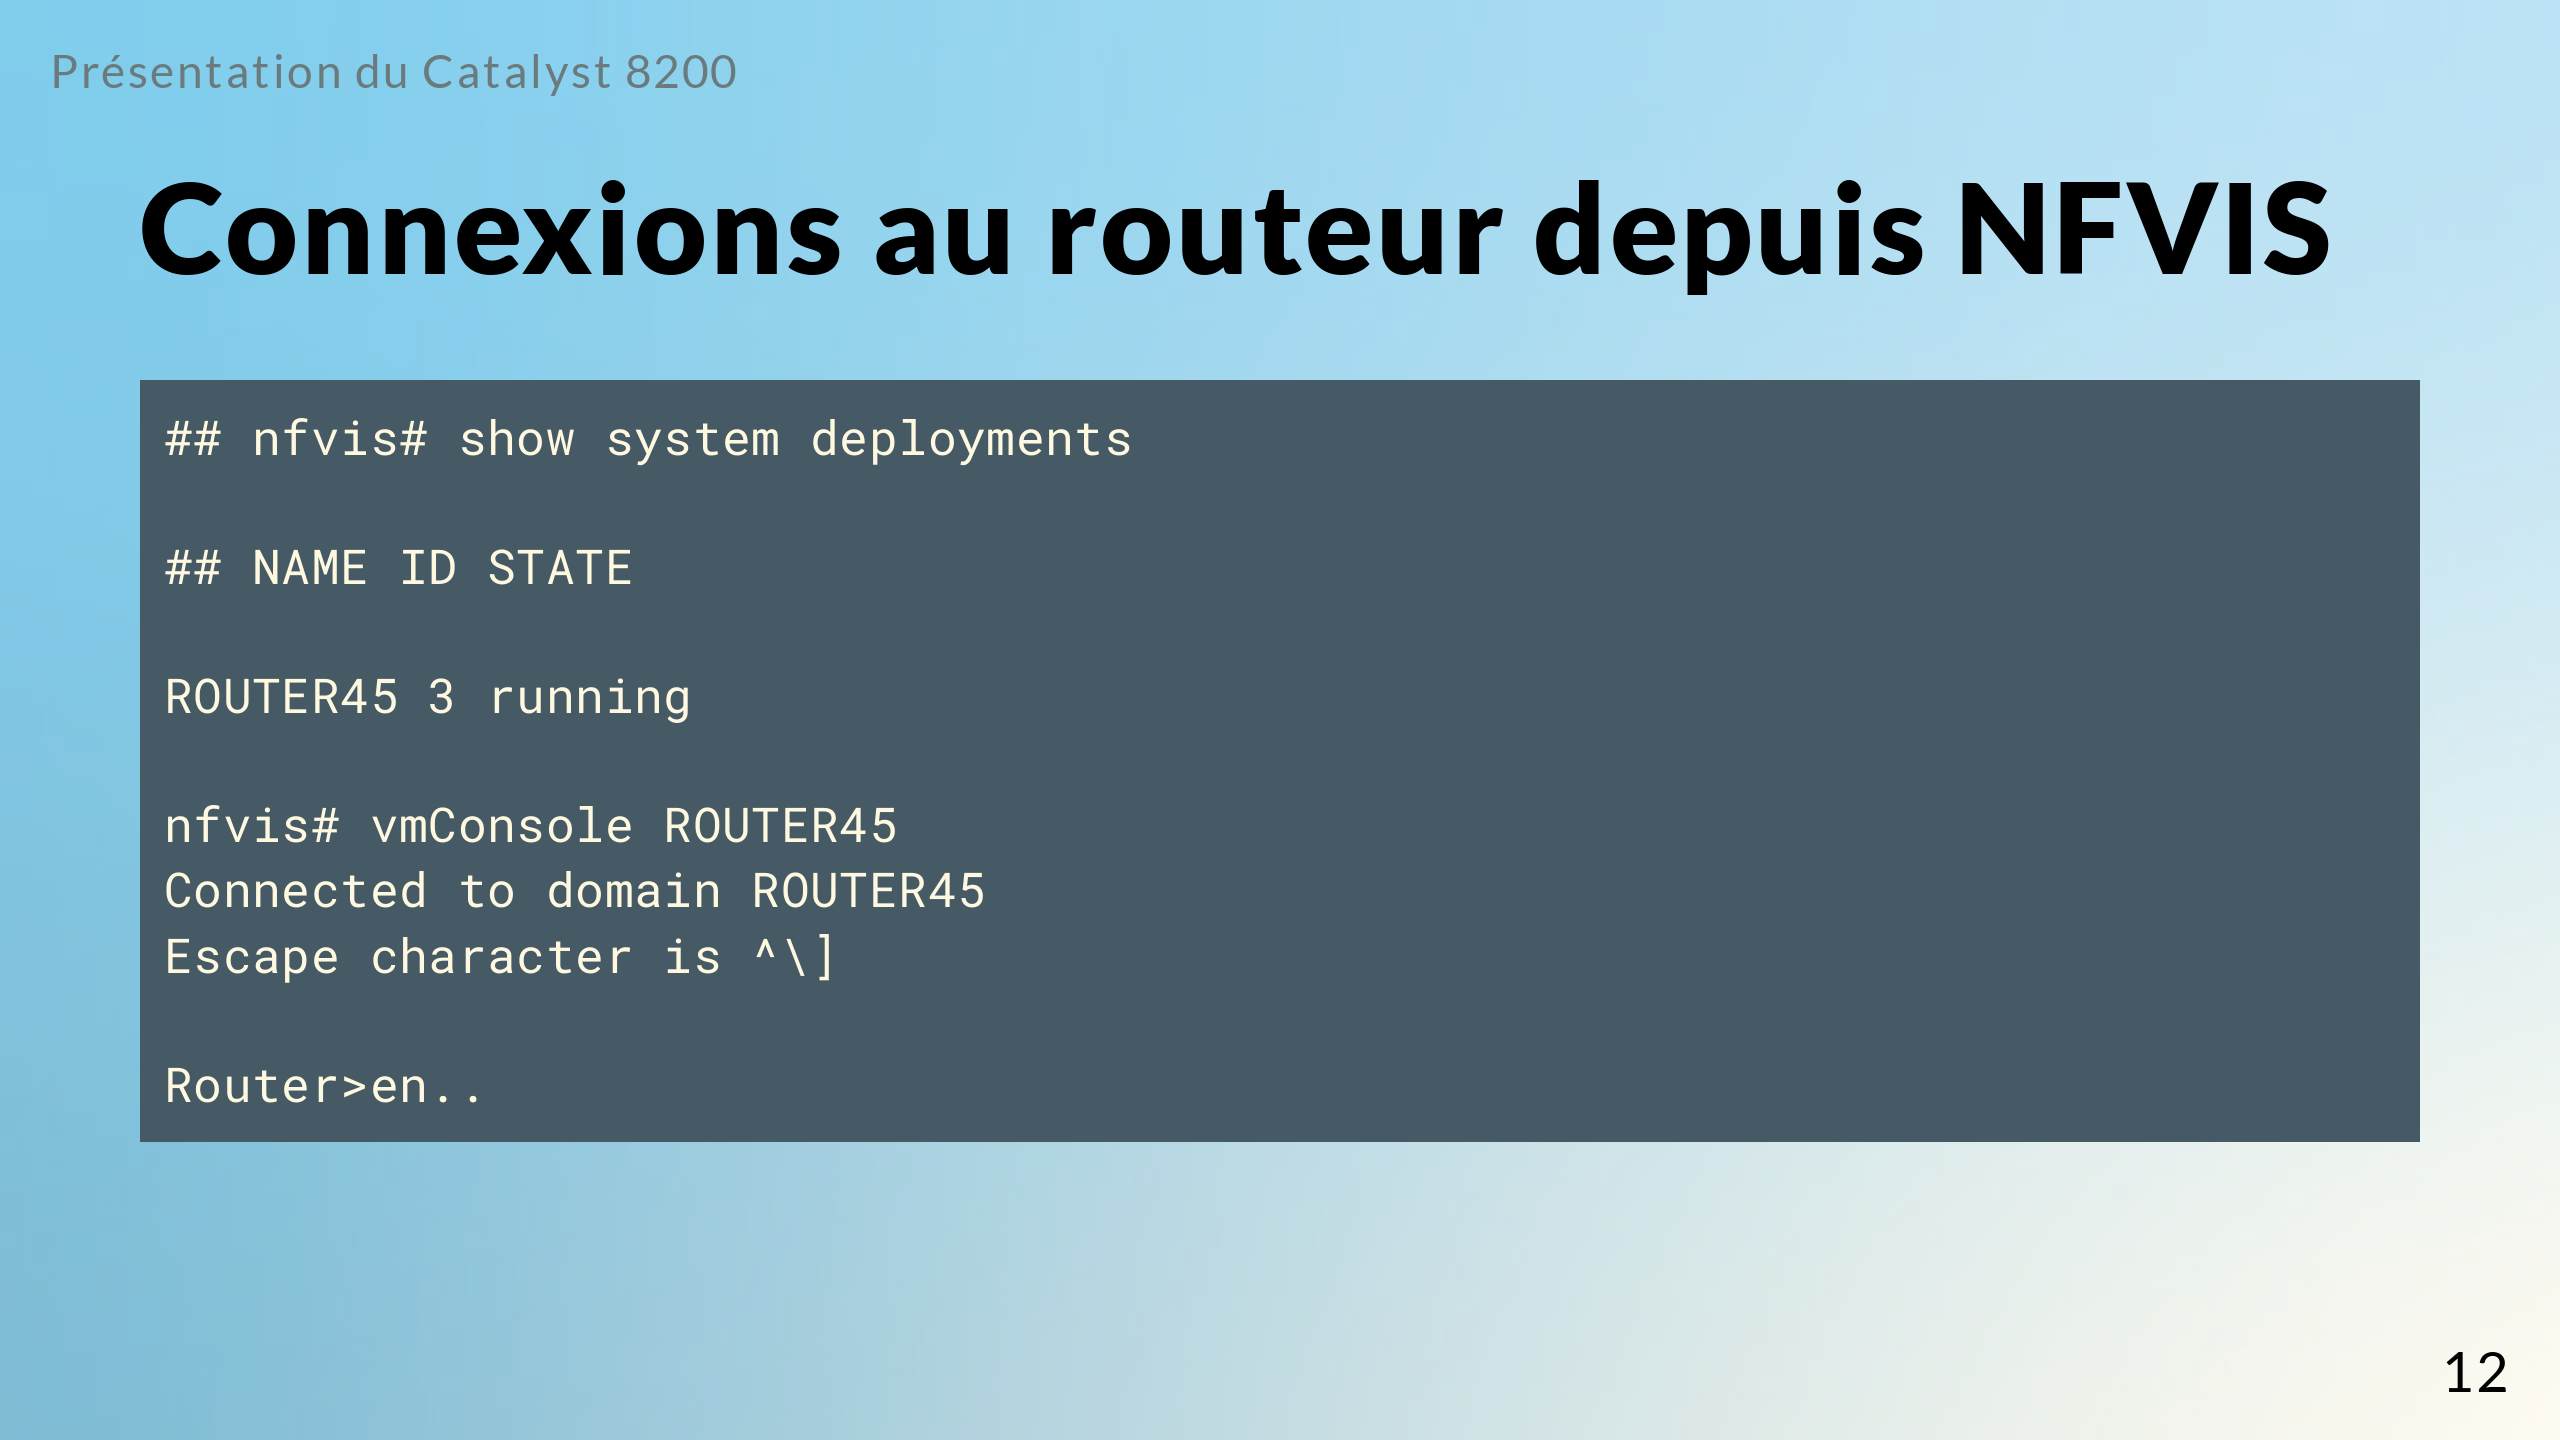 Présentation du Catalyst 8200
Connexions au routeur depuis NFVIS
## nfvis# show system deployments
## NAME ID STATE
ROUTER45 3 running
nfvis# vmConsole ROUTER45
Connected to domain ROUTER45
Escape character is ^\]
Router>en..
12